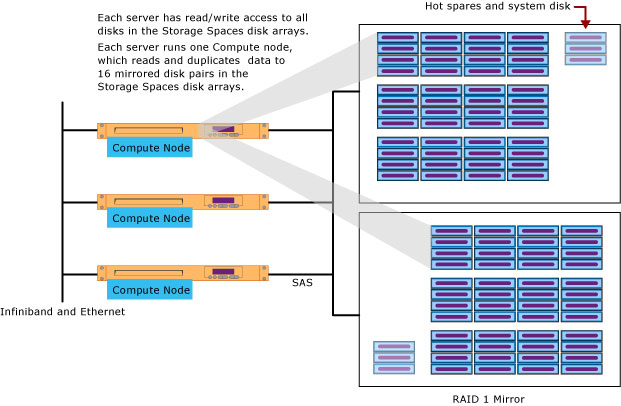 Hot spares and system disk
Each server has read/write access to all
disks in the Storage Spaces disk arrays.
Each server runs one Compute node,
which reads and duplicates data to
16 mirrored disk pairs in the
Storage Spaces disk arrays.
Compute Node
Compute Node
Compute Node
SAS
Infiniband and Ethernet
RAID 1 Mirror